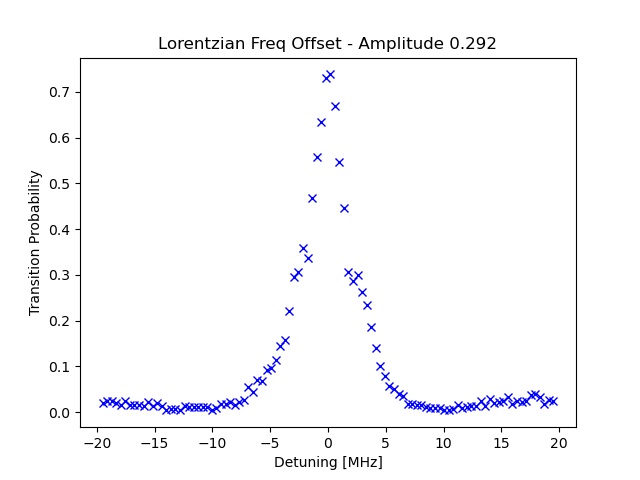 Lorentzian Freq Offset - Amplitude 0.292
0.7
0.6
0.5
0.4
0.3
0.2
0.1
0.0
Transition Probability
−20 −15 −10 −5 0 5 10 15 20
Detuning [MHz]